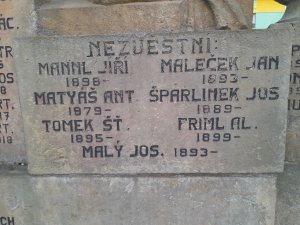 NEZVĚSTNI:
MANNL JIŘÍ MALEČEK JAN
1898- 1893-
MATYÁŠ ANT. ŠPARLINEK JOS
1879- 1889-
TOMEK ŠT. FRIML AL.
1895- 1899-
MALÝ JOS. 1893-